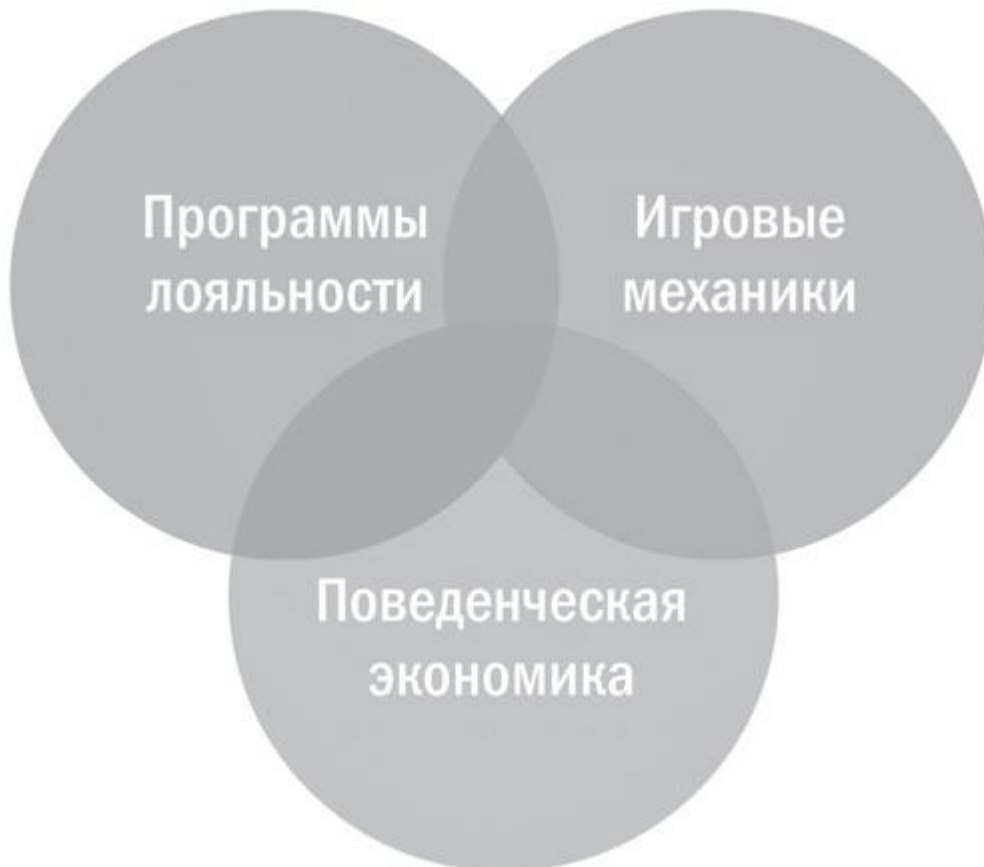 Программы
лояльности
Игровые
механики
Поведенческая
экономика